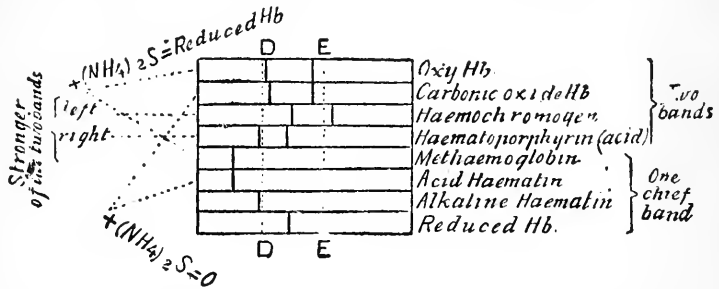 +(NH4)2S=Reduced Hb
Stronger
of the two bands
left
right
D E
Oxy Hb.
Carbonic oxide Hb
Haemochromogen
Haematoporphyrin (acid)
Methaemoglobin
Acid Haematin
Alkaline Haematin
Reduced Hb.
Two
bands
One
chief
band
+(NH4)2S=0
D E